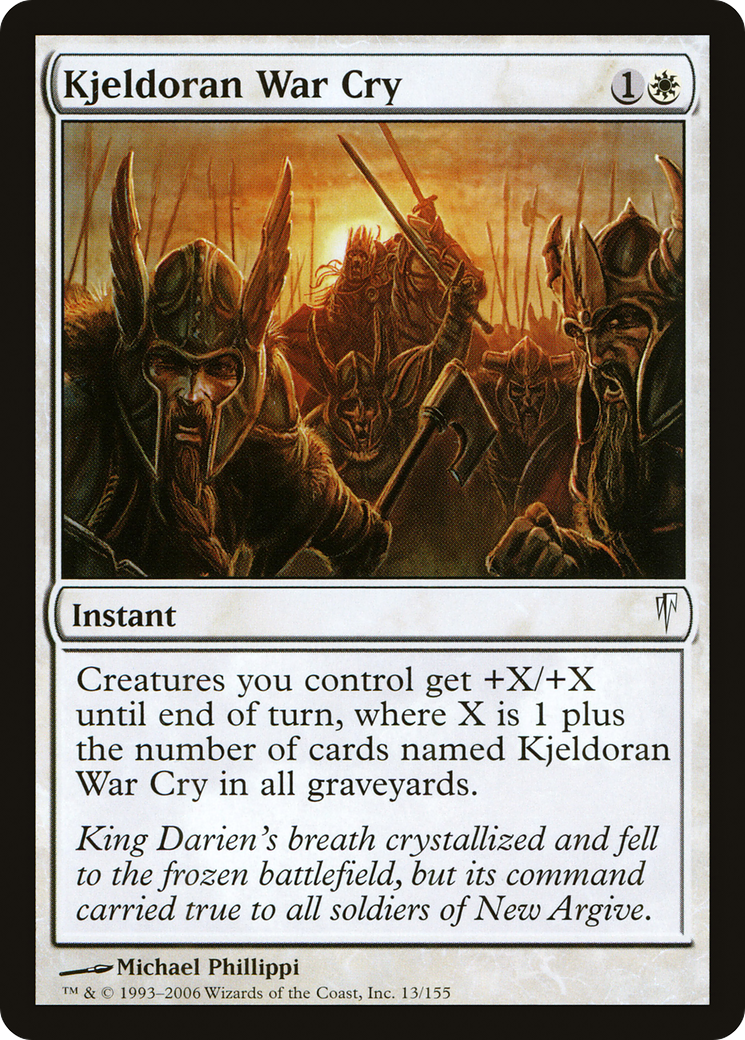 Kjeldoran War Cry 1
Instant
Creatures you control get +X/+X
until end of turn, where X is 1 plus
the number of cards named Kjeldoran
War Cry in all graveyards.
King Darien's breath crystallized and fell
to the frozen battlefield, but its command
carried true to all soldiers of New Argive.
Michael Phillippi
™ & © 1993–2006 Wizards of the Coast, Inc. 13/155